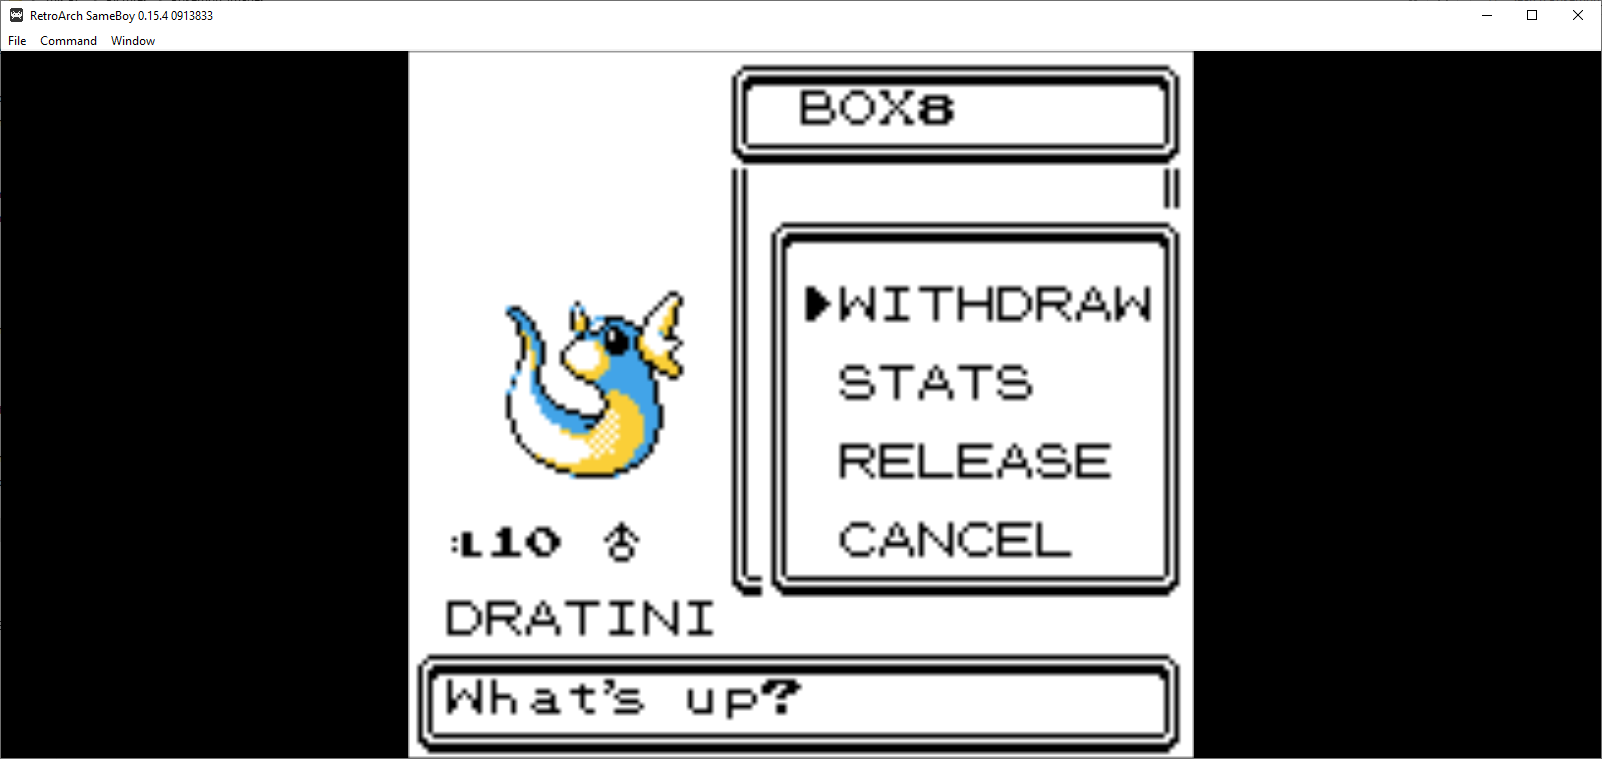 RetroArch SameBoy 0.15.4 0913833
File Command Window
BOX8
▶WITHDRAW
STATS
RELEASE
CANCEL
:L10 ♂
DRATINI
What's up?